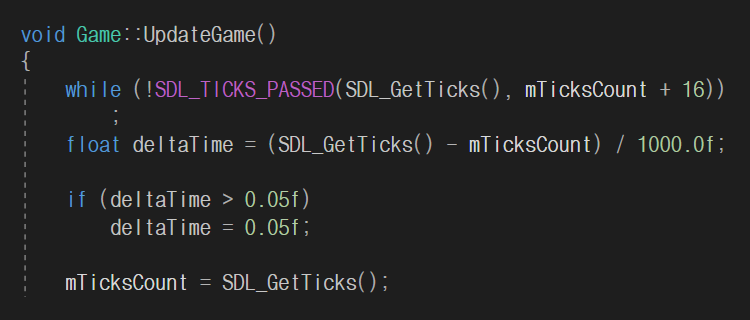 void Game::UpdateGame()
{
while (!SDL_TICKS_PASSED(SDL_GetTicks(), mTicksCount + 16))
;
float deltaTime = (SDL_GetTicks() - mTicksCount) / 1000.0f;
if (deltaTime > 0.05f)
deltaTime = 0.05f;
mTicksCount = SDL_GetTicks();